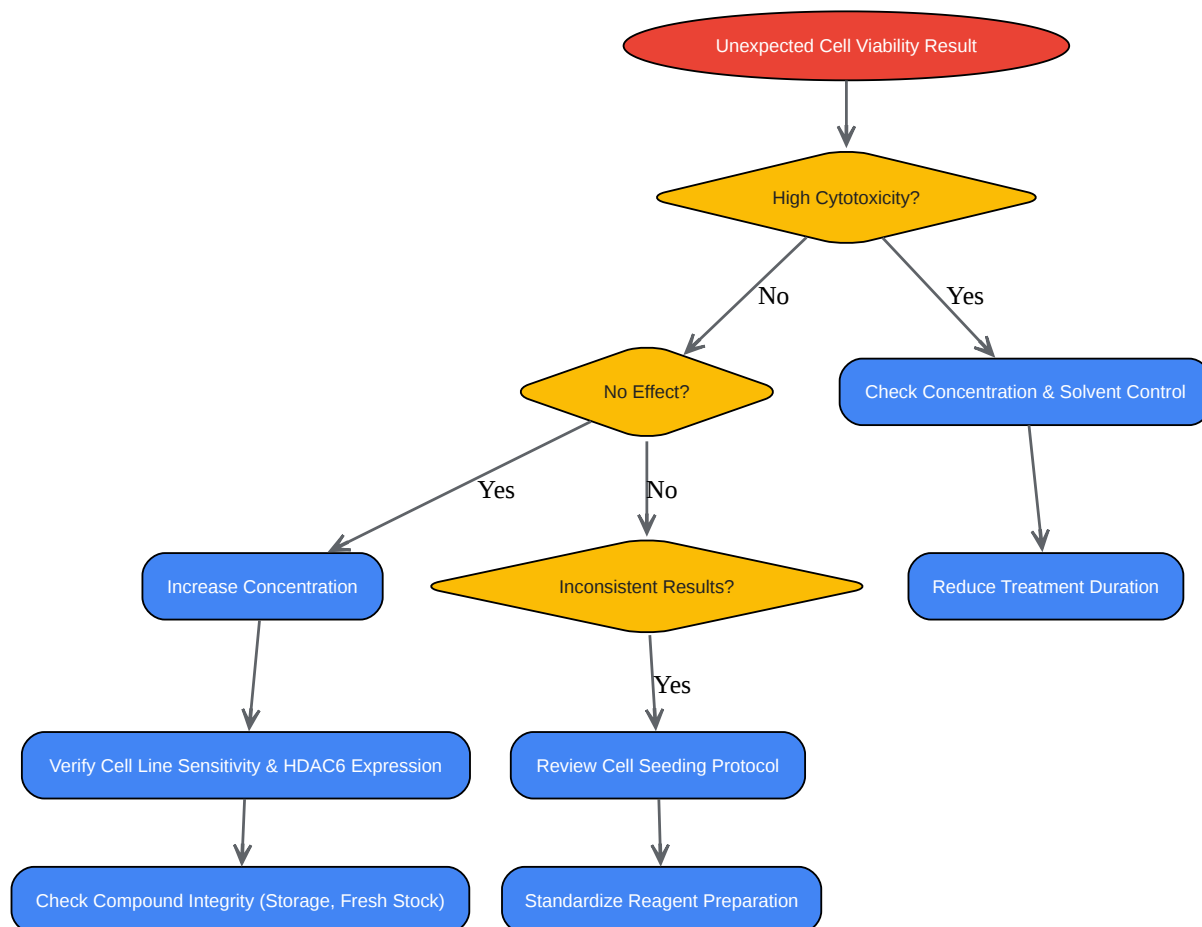 Unexpected Cell Viability Result
High Cytotoxicity?
No
Yes
No Effect?
Check Concentration & Solvent Control
Yes
No
Increase Concentration
Inconsistent Results?
Reduce Treatment Duration
Yes
Verify Cell Line Sensitivity & HDAC6 Expression
Review Cell Seeding Protocol
Check Compound Integrity (Storage, Fresh Stock)
Standardize Reagent Preparation